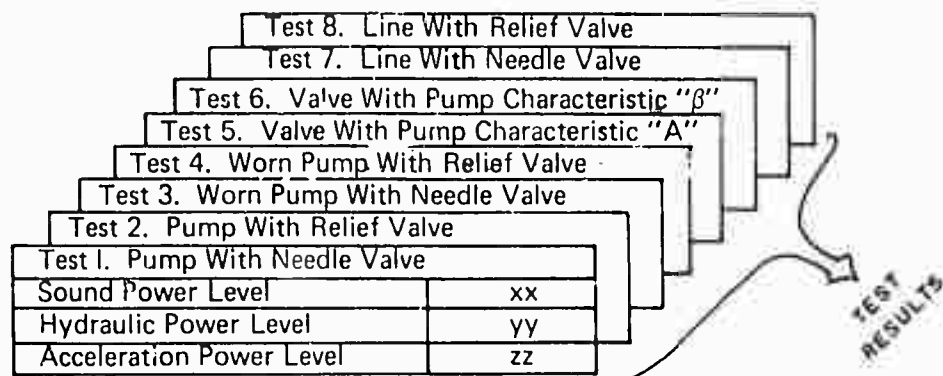 Test 8. Line With Relief Valve
Test 7. Line With Needle Valve
Test 6. Valve With Pump Characteristic "β"
Test 5. Valve With Pump Characteristic "A"
Test 4. Worn Pump With Relief Valve
Test 3. Worn Pump With Needle Valve
Test 2. Pump With Relief Valve
Test I. Pump With Needle Valve
Sound Power Level xx
Hydraulic Power Level yy
Acceleration Power Level zz
TEST
RESULTS